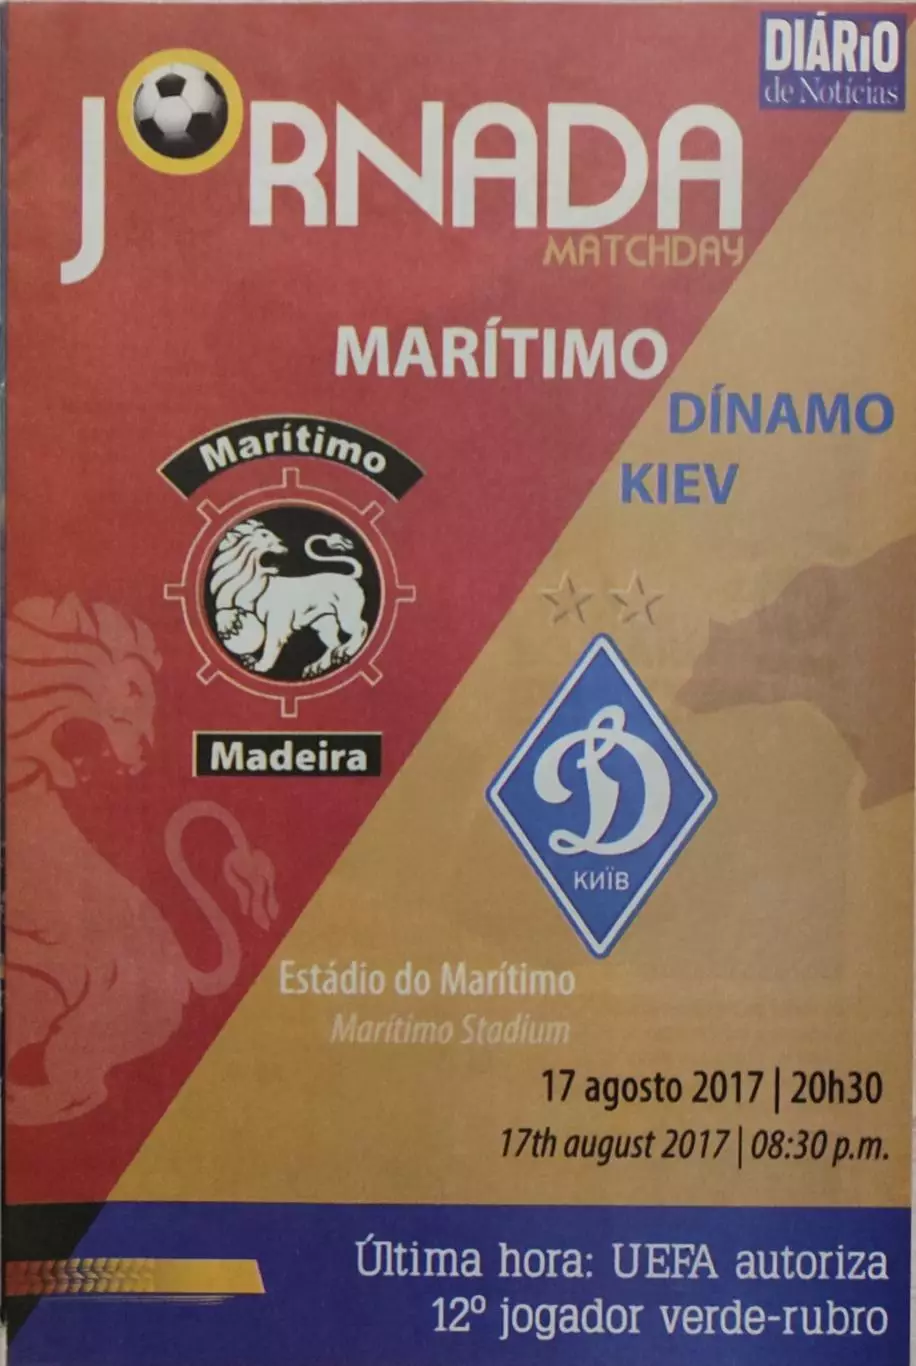 DIÁRiO
de Notícias
JORNADA
MATCHDAY
MARÍTIMO
DÍNAMO
KIEV
Marítimo
Madeira
D
КИЇВ
Estádio do Marítimo
Marítimo Stadium
17 agosto 2017 | 20h30
17th august 2017 | 08:30 p.m.
Última hora: UEFA autoriza
12º jogador verde-rubro